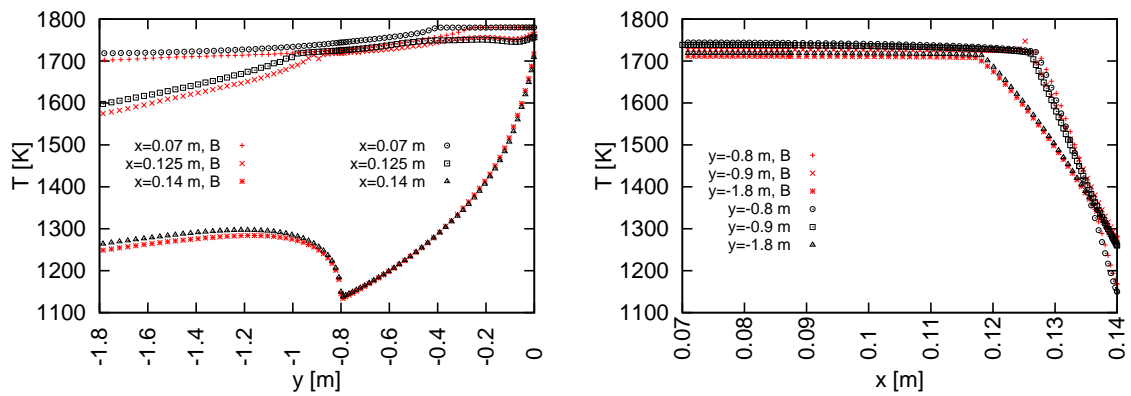 1800
1700
1600
1500
1400
1300
1200
1100
T [K]
x=0.07 m, B
x=0.125 m, B
x=0.14 m, B
x=0.07 m
x=0.125 m
x=0.14 m
-1.8
-1.6
-1.4
-1.2
-1
-0.8
-0.6
-0.4
-0.2
0
y [m]
1800
1700
1600
1500
1400
1300
1200
1100
T [K]
y=-0.8 m, B
y=-0.9 m, B
y=-1.8 m, B
y=-0.8 m
y=-0.9 m
y=-1.8 m
0.07
0.08
0.09
0.10
0.11
0.12
0.13
0.14
x [m]